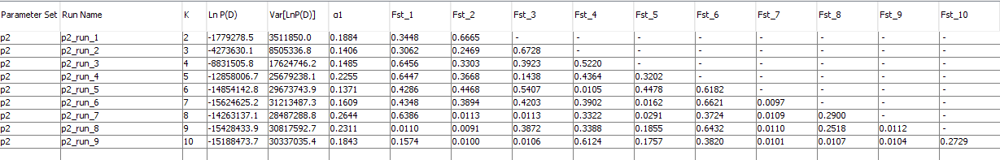 Parameter Set Run Name K Ln P(D) Var[LnP(D)] α1 Fst_1 Fst_2 Fst_3 Fst_4 Fst_5 Fst_6 Fst_7 Fst_8 Fst_9 Fst_10
p2 p2_run_1 2 -1779278.5 3511850.0 0.1884 0.3448 0.6665 - - - - - - - -
p2 p2_run_2 3 -4273630.1 8505336.8 0.1406 0.3062 0.2469 0.6728 - - - - - - -
p2 p2_run_3 4 -8831505.8 17624746.2 0.1485 0.6456 0.3303 0.3923 0.5220 - - - - - -
p2 p2_run_4 5 -12858006.7 25679238.1 0.2255 0.6447 0.3668 0.1438 0.4364 0.3202 - - - - -
p2 p2_run_5 6 -14854142.8 29673743.9 0.1371 0.4286 0.4468 0.5407 0.0105 0.4478 0.6182 - - - -
p2 p2_run_6 7 -15624625.2 31213487.3 0.1609 0.4348 0.3894 0.4203 0.3902 0.0162 0.6621 0.0097 - - -
p2 p2_run_7 8 -14263137.1 28487288.8 0.2644 0.6386 0.0113 0.0113 0.3322 0.0291 0.3724 0.0109 0.2900 - -
p2 p2_run_8 9 -15428433.9 30817592.7 0.2311 0.0110 0.0091 0.3872 0.3388 0.1855 0.6432 0.0110 0.2518 0.0112 -
p2 p2_run_9 10 -15188473.7 30337035.4 0.1843 0.1574 0.0100 0.0106 0.6124 0.1757 0.3820 0.0101 0.0107 0.0104 0.2729